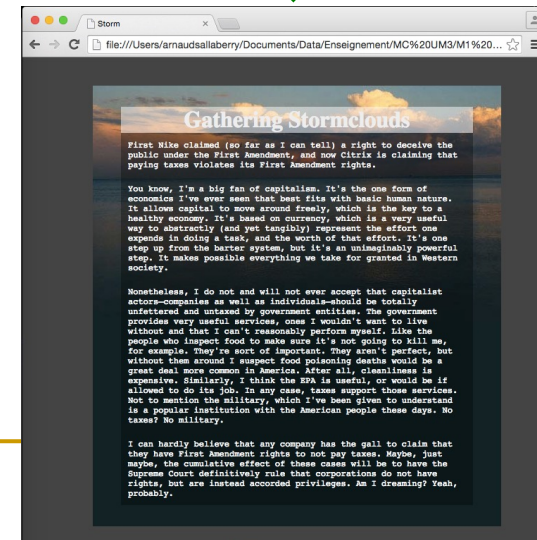 Storm
file:///Users/arnaudsallaberry/Documents/Data/Enseignement/MC%20UM3/M1%20...
Gathering Stormclouds
First Nike claimed (so far as I can tell) a right to deceive the
public under the First Amendment, and now Citrix is claiming that
paying taxes violates its First Amendment rights.
You know, I'm a big fan of capitalism. It's the one form of
economics I've ever seen that best fits with basic human nature.
It allows capital to move around freely, which is the key to a
healthy economy. It's based on currency, which is a very useful
way to abstractly (and yet tangibly) represent the effort one
expends in doing a task, and the worth of that effort. It's one
step up from the barter system, but it's an unimaginably powerful
step. It makes possible everything we take for granted in Western
society.
Nonetheless, I do not and will not ever accept that capitalist
actors—companies as well as individuals—should be totally
unfettered and untaxed by government entities. The government
provides very useful services, ones I wouldn't want to live
without and that I can't reasonably perform myself. Like the
people who inspect food to make sure it's not going to kill me,
for example. They're sort of important. They aren't perfect, but
without them around I suspect food poisoning deaths would be a
great deal more common in America. After all, cleanliness is
expensive. Similarly, I think the EPA is useful, or would be if
allowed to do its job. In any case, taxes support those services.
Not to mention the military, which I've been given to understand
is a popular institution with the American people these days. No
taxes? No military.
I can hardly believe that any company has the gall to claim that
they have First Amendment rights to not pay taxes. Maybe, just
maybe, the cumulative effect of these cases will be to have the
Supreme Court definitively rule that corporations do not have
rights, but are instead accorded privileges. Am I dreaming? Yeah,
probably.